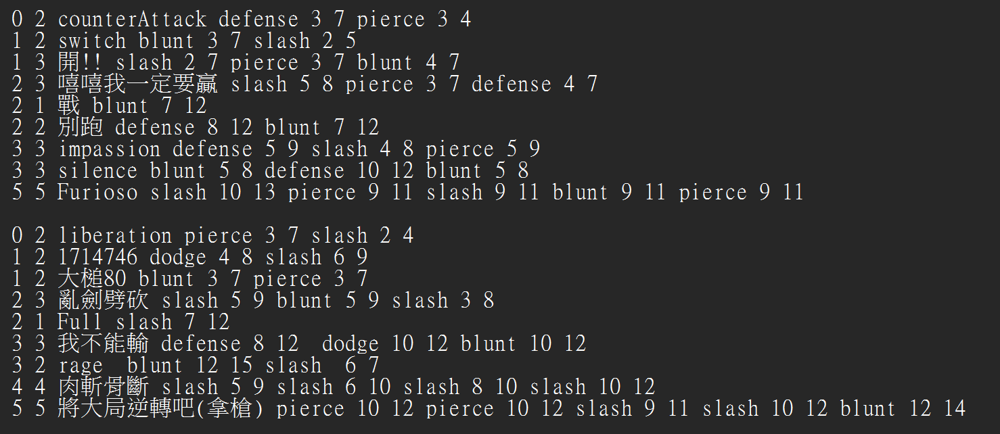 0 2 counterAttack defense 3 7 pierce 3 4
1 2 switch blunt 3 7 slash 2 5
1 3 開!! slash 2 7 pierce 3 7 blunt 4 7
2 3 嘻嘻我一定要贏 slash 5 8 pierce 3 7 defense 4 7
2 1 戰 blunt 7 12
2 2 別跑 defense 8 12 blunt 7 12
3 3 impassion defense 5 9 slash 4 8 pierce 5 9
3 3 silence blunt 5 8 defense 10 12 blunt 5 8
5 5 Furioso slash 10 13 pierce 9 11 slash 9 11 blunt 9 11 pierce 9 11
0 2 liberation pierce 3 7 slash 2 4
1 2 1714746 dodge 4 8 slash 6 9
1 2 大槌80 blunt 3 7 pierce 3 7
2 3 亂劍劈砍 slash 5 9 blunt 5 9 slash 3 8
2 1 Full slash 7 12
3 3 我不能輸 defense 8 12  dodge 10 12 blunt 10 12
3 2 rage  blunt 12 15 slash  6 7
4 4 肉斬骨斷 slash 5 9 slash 6 10 slash 8 10 slash 10 12
5 5 將大局逆轉吧(拿槍) pierce 10 12 pierce 10 12 slash 9 11 slash 10 12 blunt 12 14